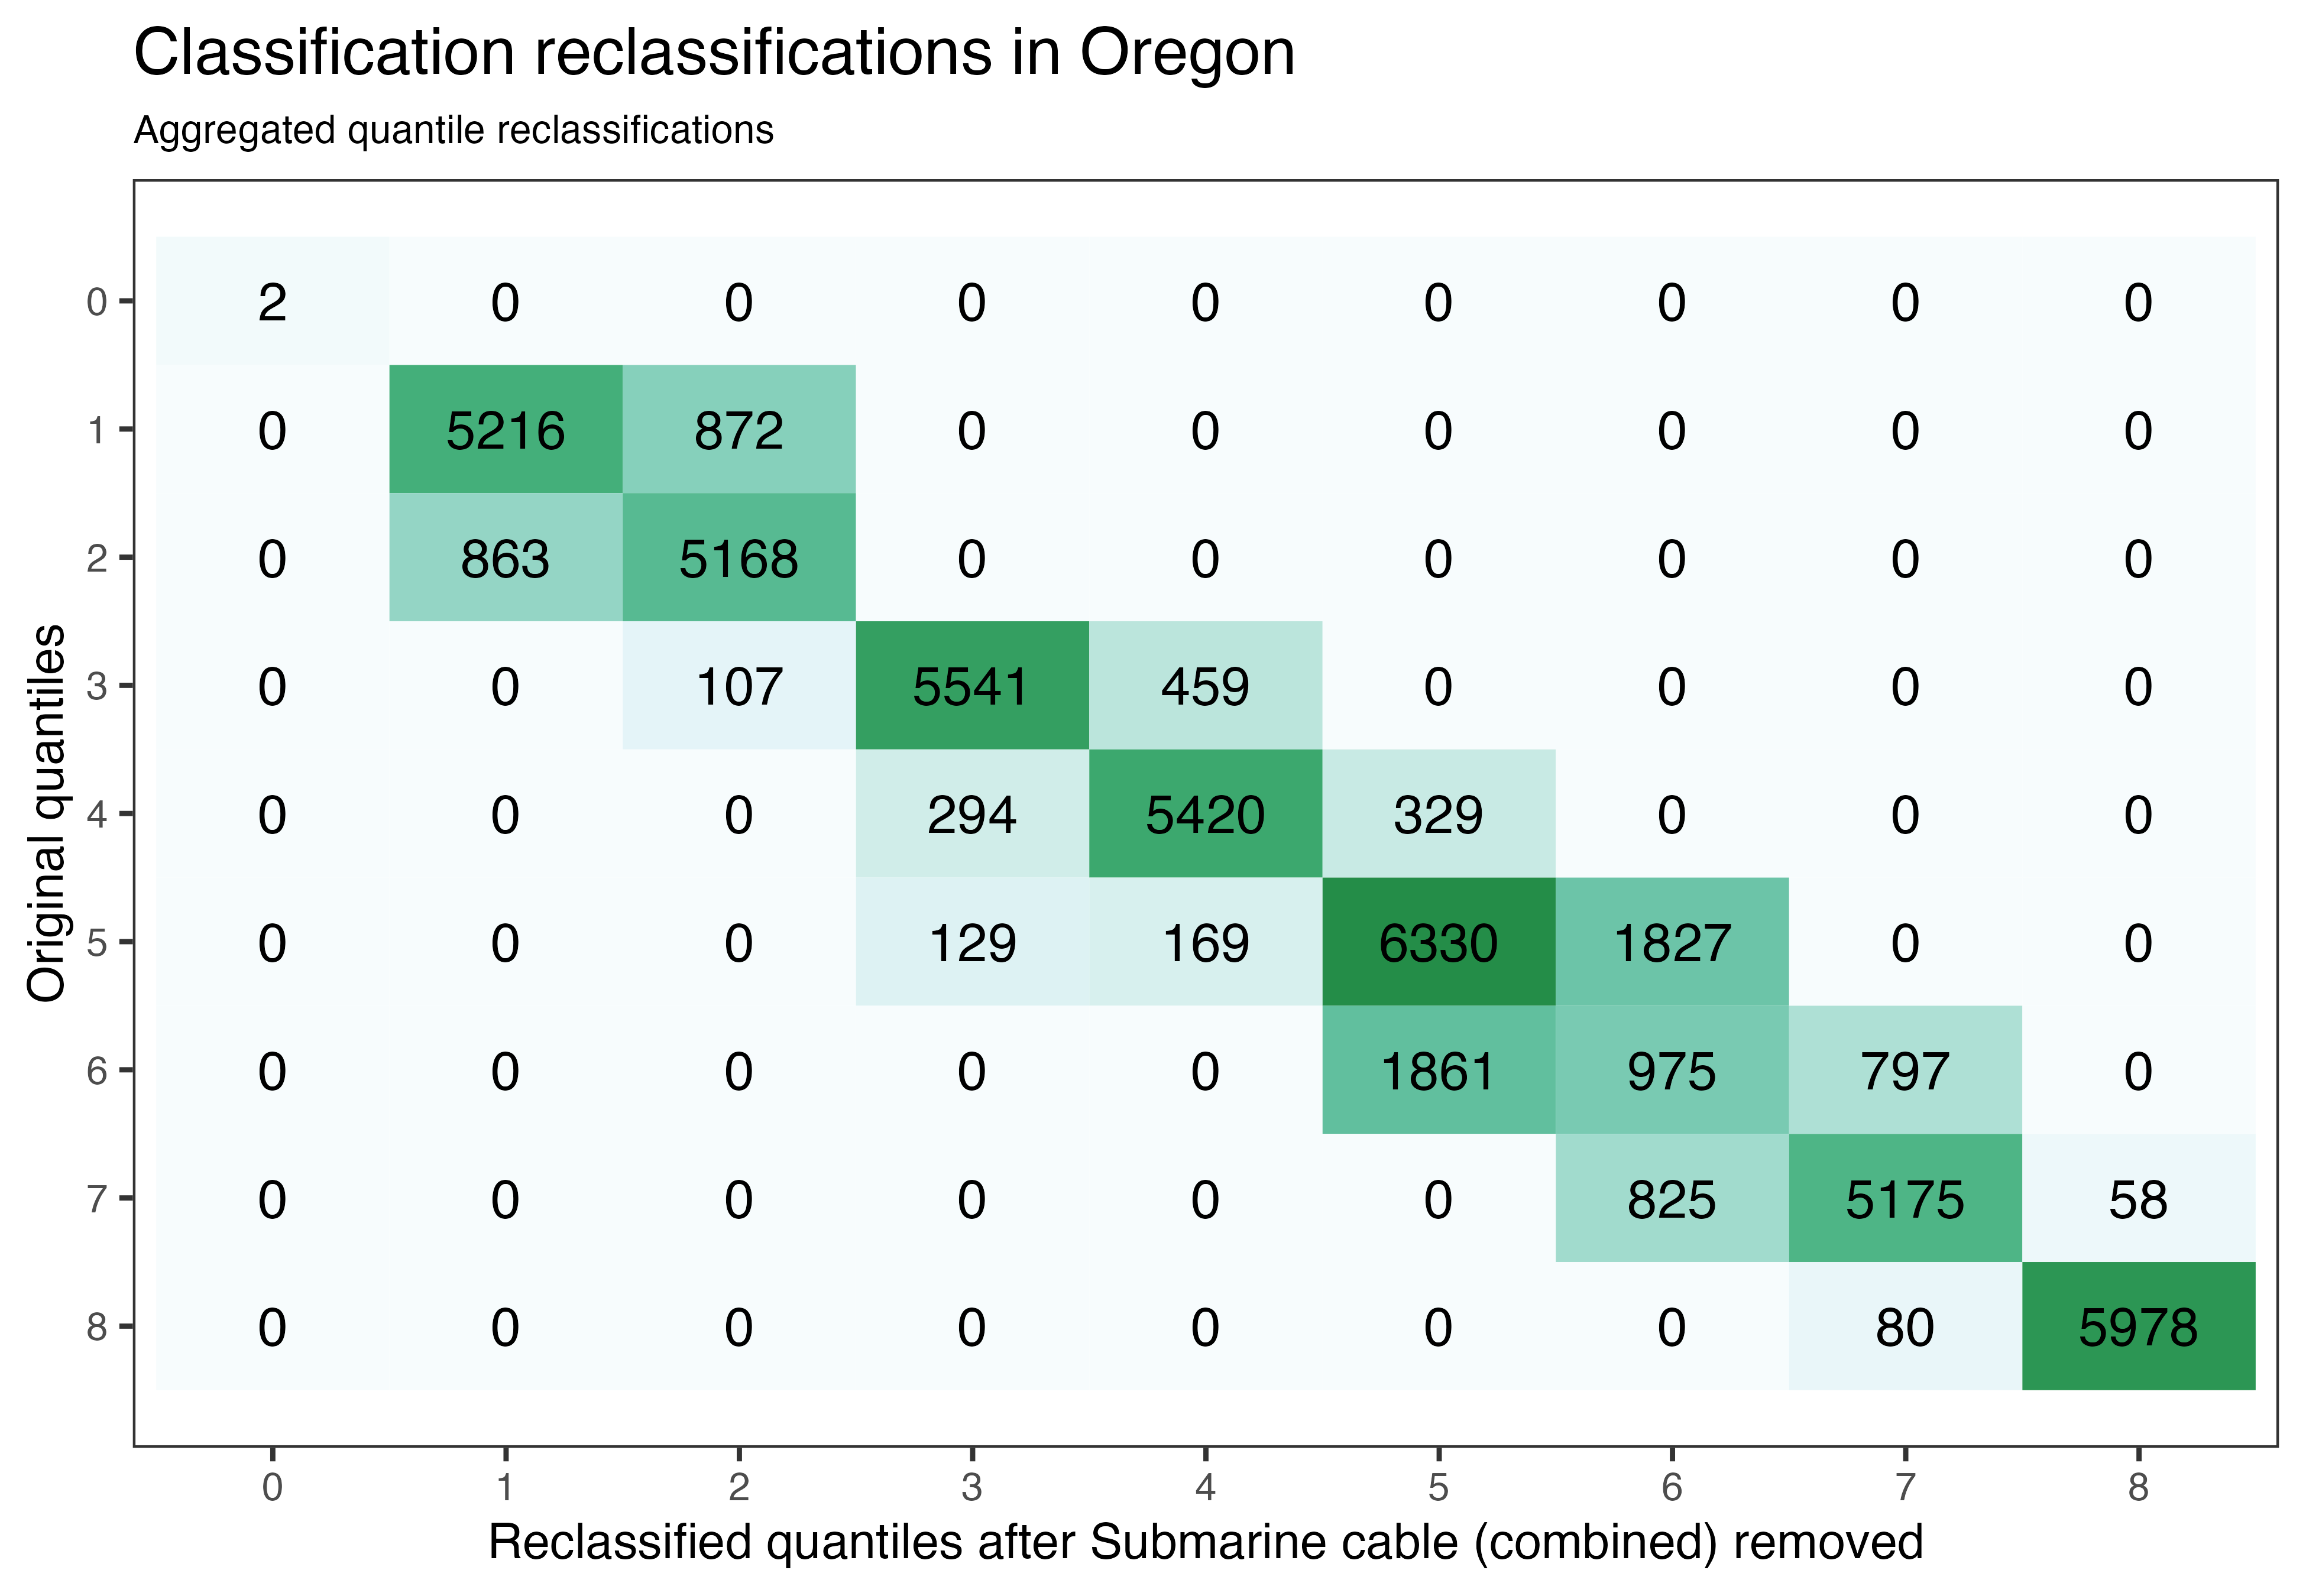 Classification reclassifications in Oregon
Aggregated quantile reclassifications
Original quantiles
0 2 0 0 0 0 0 0 0 0
1 0 5216 872 0 0 0 0 0 0
2 0 863 5168 0 0 0 0 0 0
3 0 0 107 5541 459 0 0 0 0
4 0 0 0 294 5420 329 0 0 0
5 0 0 0 129 169 6330 1827 0 0
6 0 0 0 0 0 1861 975 797 0
7 0 0 0 0 0 0 825 5175 58
8 0 0 0 0 0 0 0 80 5978
0 1 2 3 4 5 6 7 8
Reclassified quantiles after Submarine cable (combined) removed